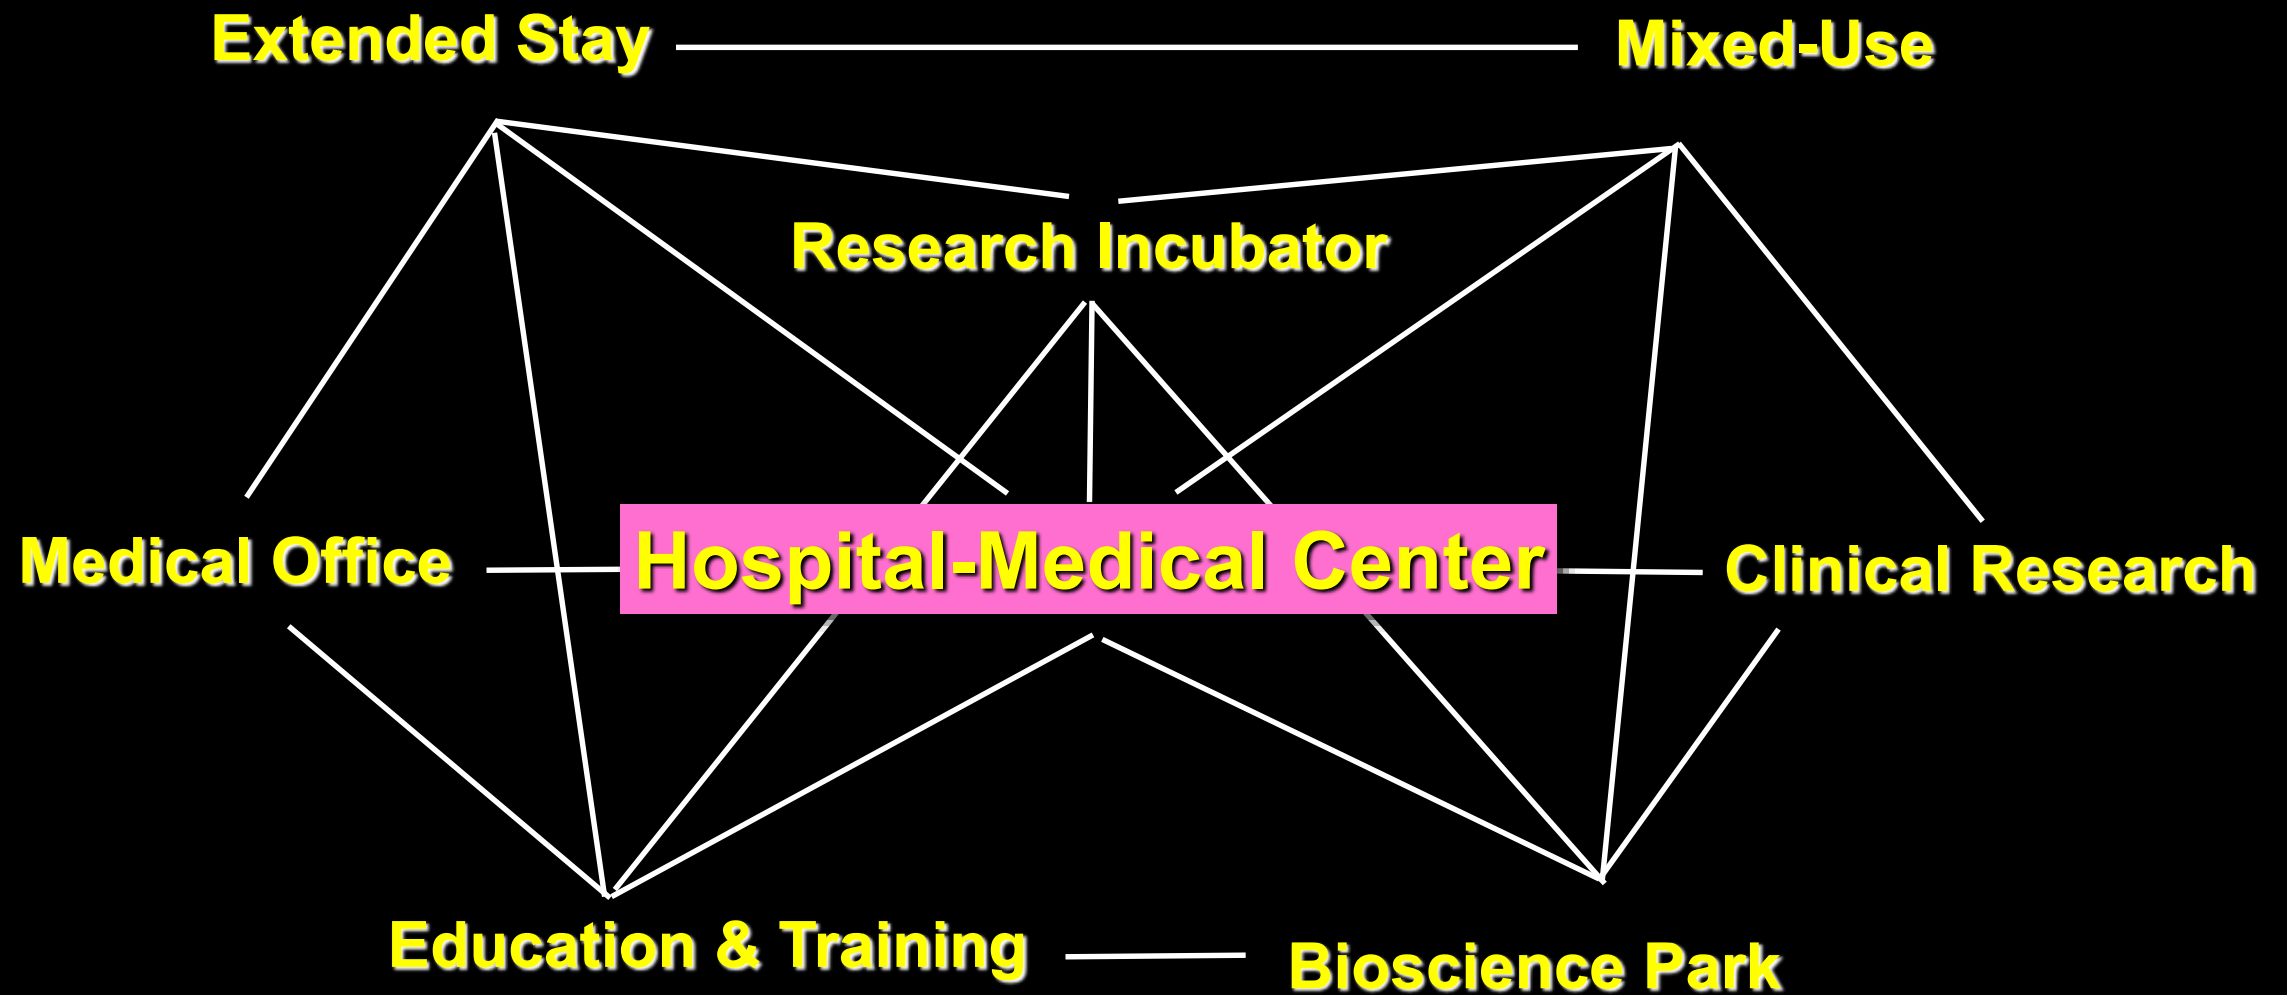 Extended Stay
Mixed-Use
Research Incubator
Medical Office
Hospital-Medical Center
Clinical Research
Education & Training
Bioscience Park